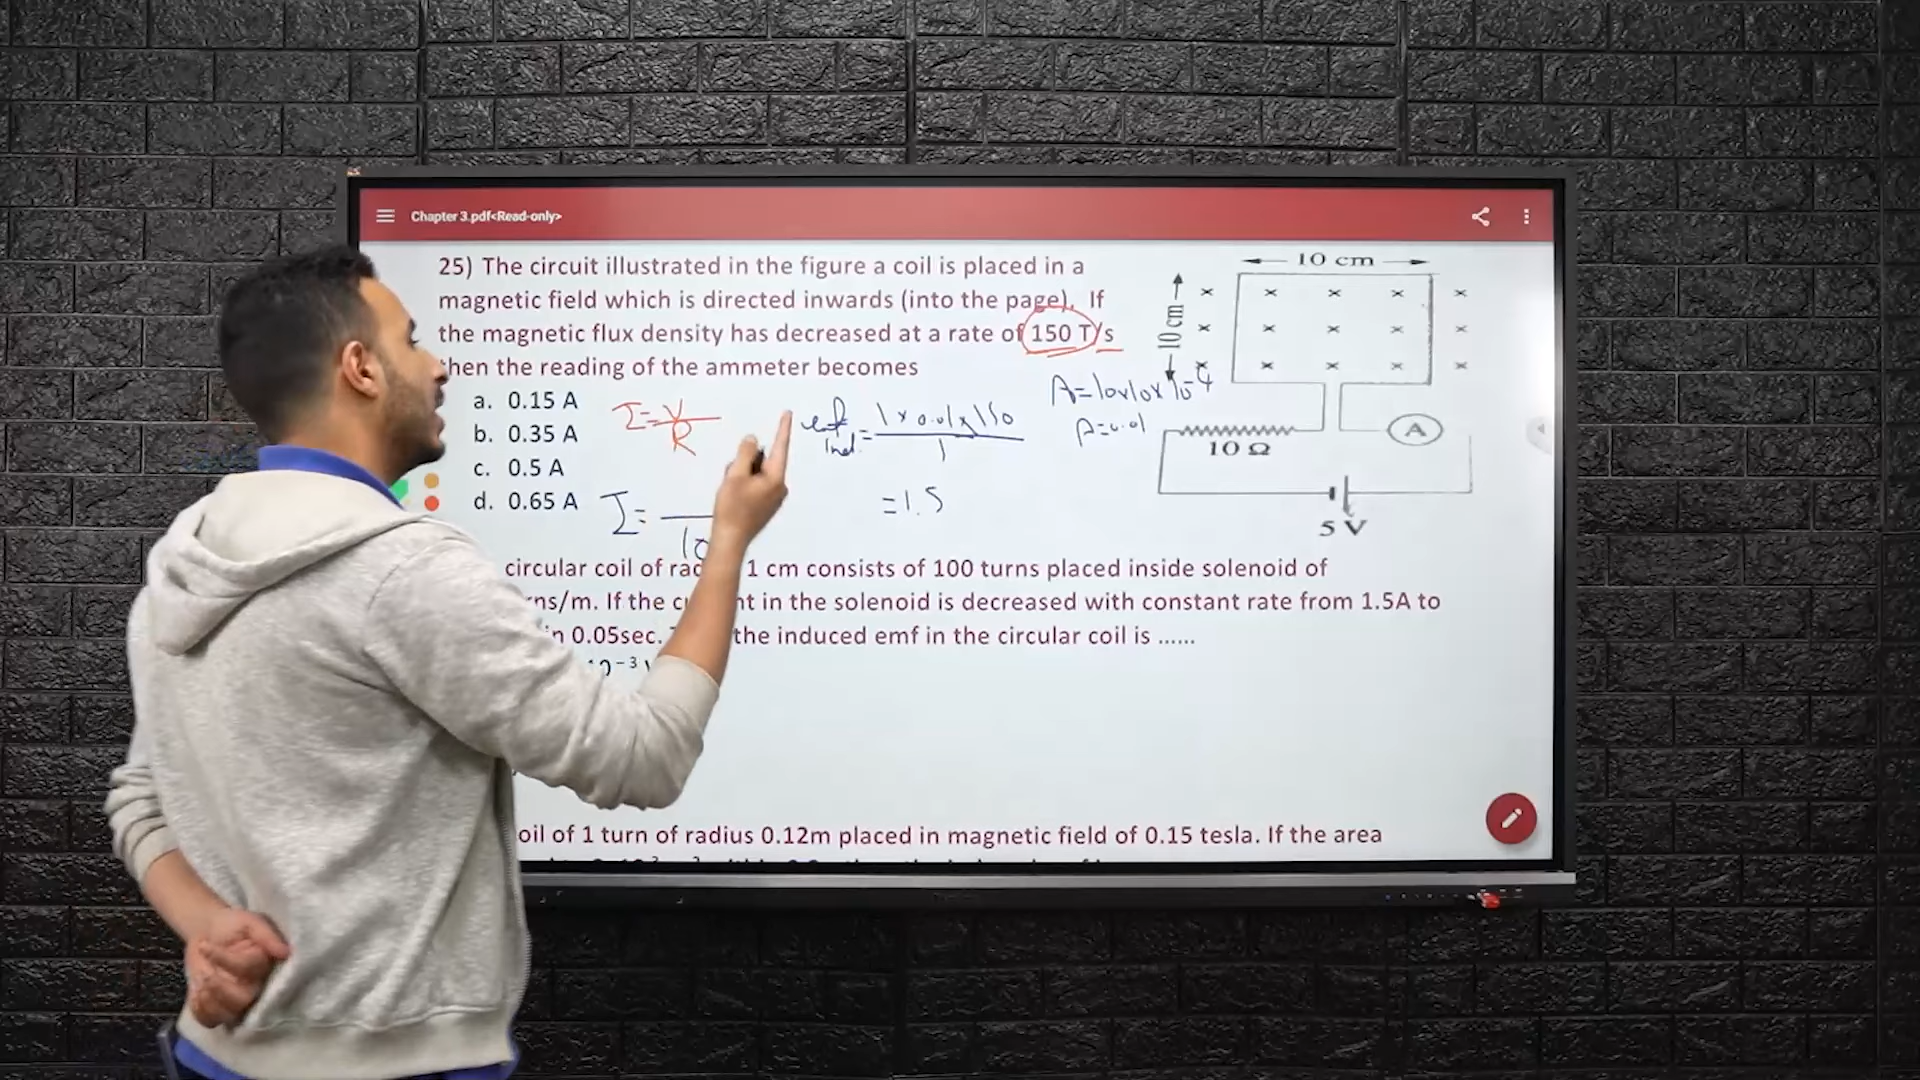 Chapter 3.pdf<Read-only>
25) The circuit illustrated in the figure a coil is placed in a
magnetic field which is directed inwards (into the page). If
the magnetic flux density has decreased at a rate of 150 T/s
hen the reading of the ammeter becomes
a. 0.15 A
b. 0.35 A
c. 0.5 A
d. 0.65 A
10 cm
10 cm
10 Ω
A
5 V
I=V/R
emf ind. = 1 x 0.01 x 150 / 1
= 1.5
A=10x10x10-4
A=0.01
I=
10
circular coil of rad 1 cm consists of 100 turns placed inside solenoid of
ns/m. If the cu nt in the solenoid is decreased with constant rate from 1.5A to
in 0.05sec. the induced emf in the circular coil is ......
oil of 1 turn of radius 0.12m placed in magnetic field of 0.15 tesla. If the area